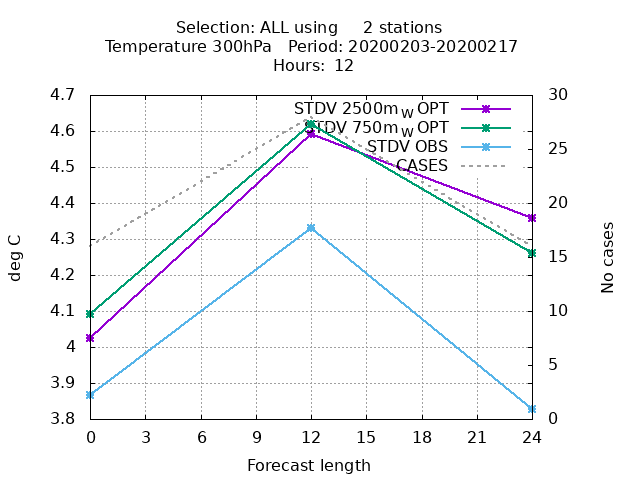 Selection: ALL using     2 stations
Temperature 300hPa   Period: 20200203-20200217
Hours:  12
4.7
4.6
4.5
4.4
4.3
4.2
4.1
4
3.9
3.8
deg C
STDV 2500m W OPT
STDV 750m W OPT
STDV OBS
CASES
30
25
20
15
10
5
0
No cases
0 3 6 9 12 15 18 21 24
Forecast length